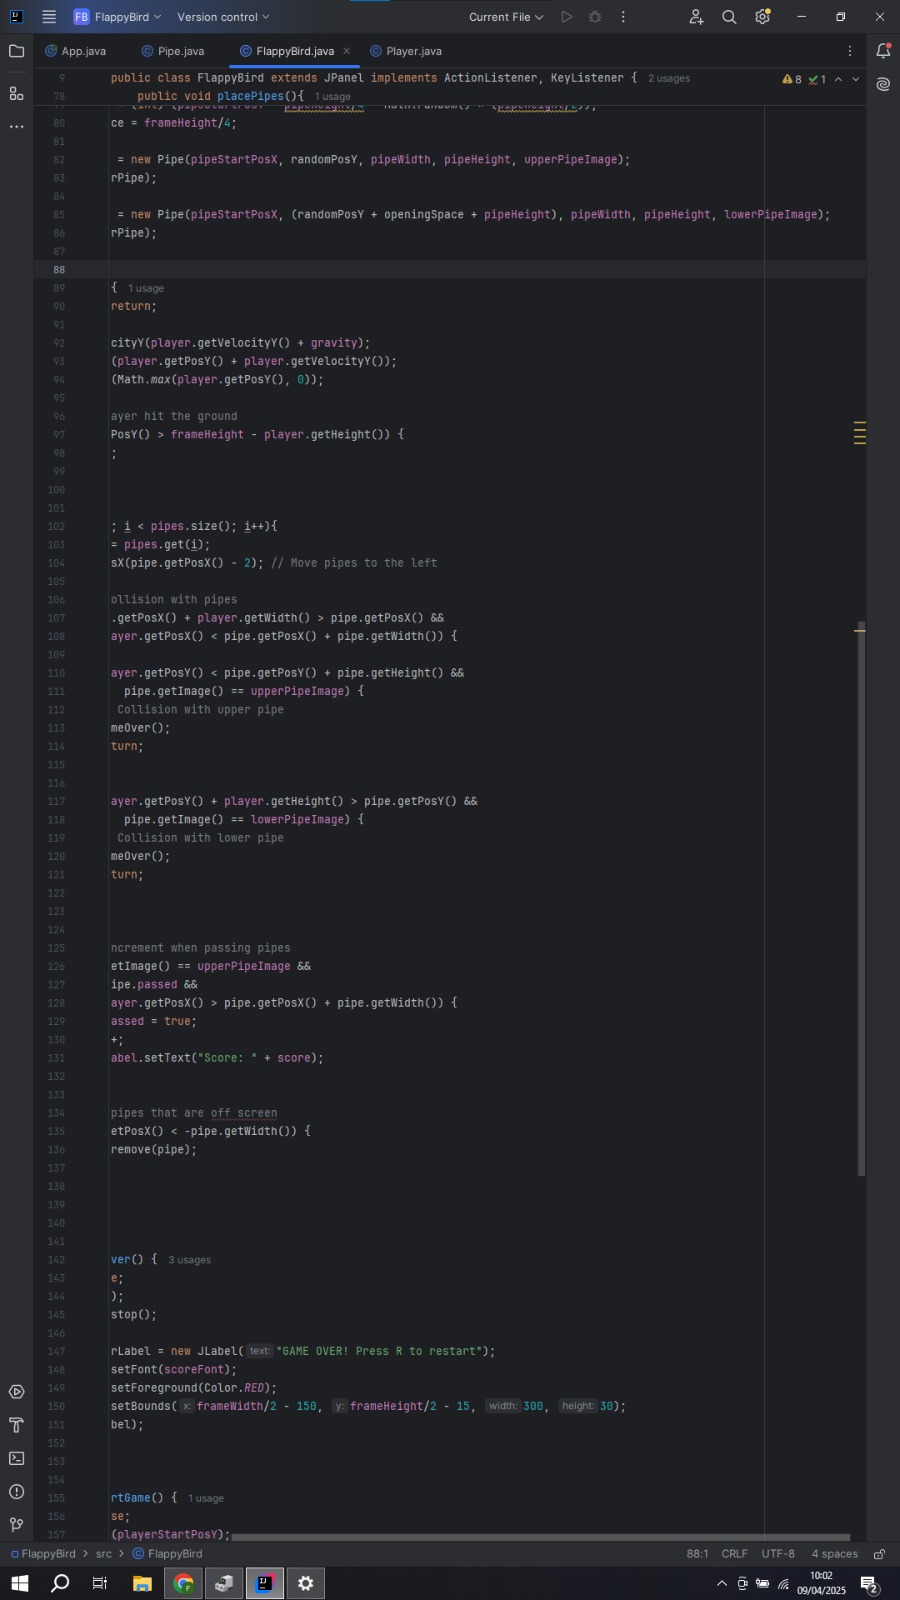 FB FlappyBird Version control Current File
App.java Pipe.java FlappyBird.java Player.java
9 public class FlappyBird extends JPanel implements ActionListener, KeyListener { 2 usages 8 1
78 public void placePipes(){ 1 usage
80 ce = frameHeight/4;
81
82 = new Pipe(pipeStartPosX, randomPosY, pipeWidth, pipeHeight, upperPipeImage);
83 rPipe);
84
85 = new Pipe(pipeStartPosX, (randomPosY + openingSpace + pipeHeight), pipeWidth, pipeHeight, lowerPipeImage);
86 rPipe);
87
88
89 { 1 usage
90 return;
91
92 cityY(player.getVelocityY() + gravity);
93 (player.getPosY() + player.getVelocityY());
94 (Math.max(player.getPosY(), 0));
95
96 ayer hit the ground
97 PosY() > frameHeight - player.getHeight()) {
98 ;
99
100
101
102 ; i < pipes.size(); i++){
103 = pipes.get(i);
104 sX(pipe.getPosX() - 2); // Move pipes to the left
105
106 ollision with pipes
107 .getPosX() + player.getWidth() > pipe.getPosX() &&
108 ayer.getPosX() < pipe.getPosX() + pipe.getWidth()) {
109
110 ayer.getPosY() < pipe.getPosY() + pipe.getHeight() &&
111 pipe.getImage() == upperPipeImage) {
112 Collision with upper pipe
113 meOver();
114 turn;
115
116
117 ayer.getPosY() + player.getHeight() > pipe.getPosY() &&
118 pipe.getImage() == lowerPipeImage) {
119 Collision with lower pipe
120 meOver();
121 turn;
122
123
124
125 ncrement when passing pipes
126 etImage() == upperPipeImage &&
127 ipe.passed &&
128 ayer.getPosX() > pipe.getPosX() + pipe.getWidth()) {
129 assed = true;
130 +;
131 abel.setText("Score: " + score);
132
133
134 pipes that are off screen
135 etPosX() < -pipe.getWidth()) {
136 remove(pipe);
137
138
139
140
141
142 ver() { 3 usages
143 e;
144 );
145 stop();
146
147 rLabel = new JLabel( text: "GAME OVER! Press R to restart");
148 setFont(scoreFont);
149 setForeground(Color.RED);
150 setBounds( x: frameWidth/2 - 150, y: frameHeight/2 - 15, width: 300, height: 30);
151 bel);
152
153
154
155 rtGame() { 1 usage
156 se;
157 (playerStartPosY);
FlappyBird > src > FlappyBird 88:1 CRLF UTF-8 4 spaces
10:02
09/04/2025
2